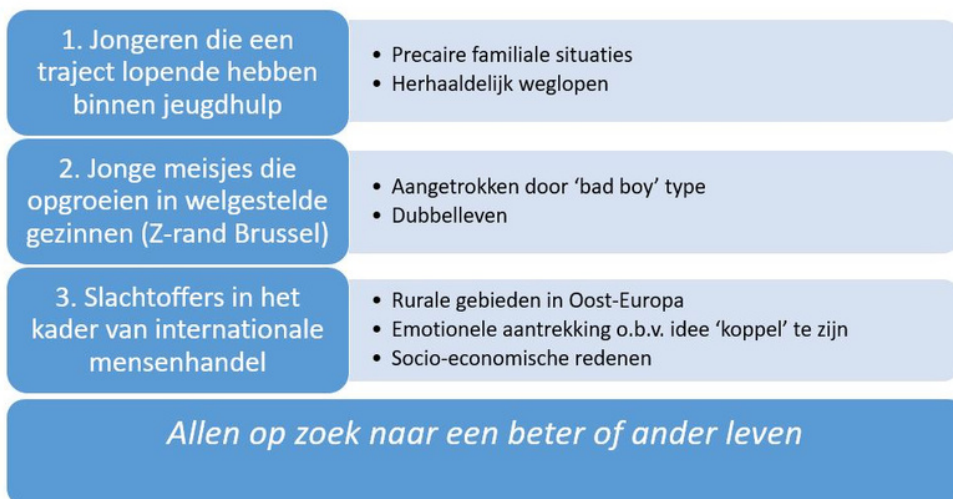 1. Jongeren die een
traject lopende hebben
binnen jeugdhulp
• Precaire familiale situaties
• Herhaaldelijk weglopen
2. Jonge meisjes die
opgroeien in welgestelde
gezinnen (Z-rand Brussel)
• Aangetrokken door ‘bad boy’ type
• Dubbelleven
3. Slachtoffers in het
kader van internationale
mensenhandel
• Rurale gebieden in Oost-Europa
• Emotionele aantrekking o.b.v. idee ‘koppel’ te zijn
• Socio-economische redenen
Allen op zoek naar een beter of ander leven